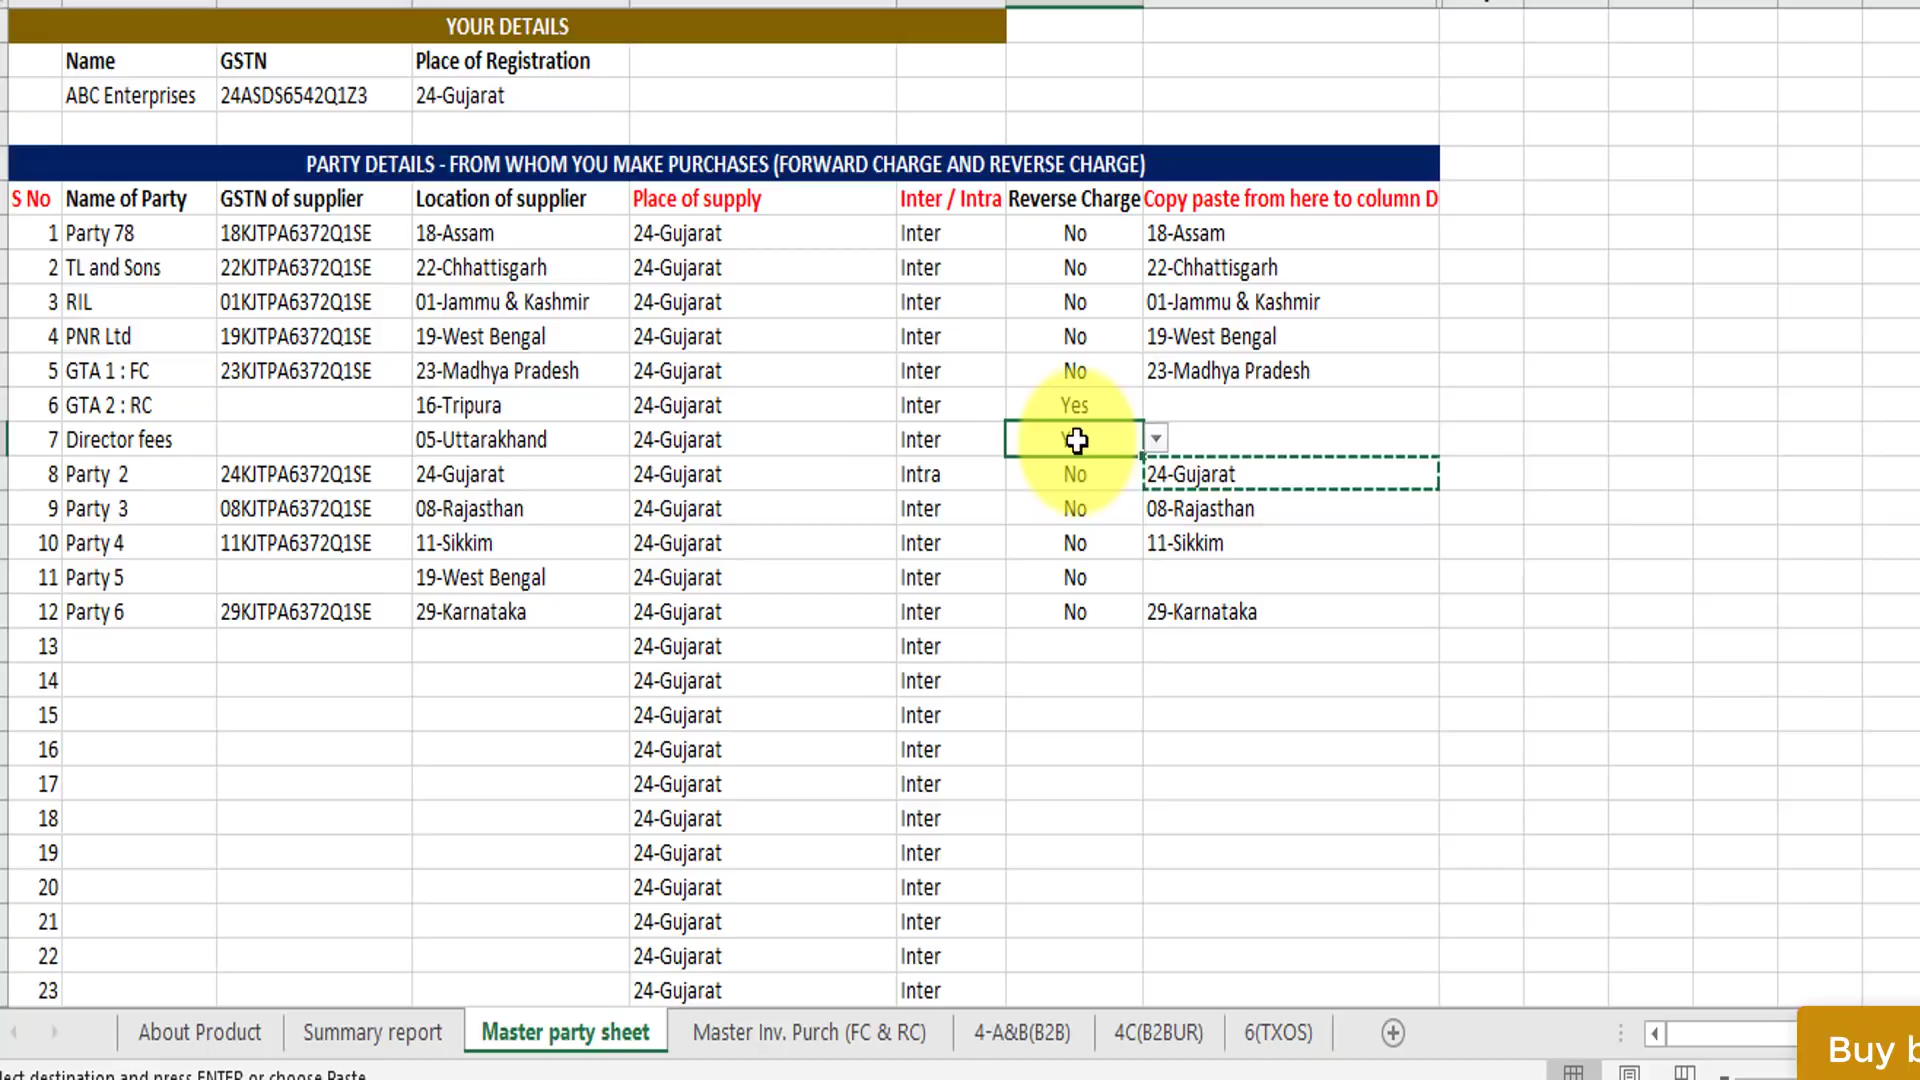 YOUR DETAILS
Name GSTN Place of Registration
ABC Enterprises 24ASDS6542Q1Z3 24-Gujarat
PARTY DETAILS - FROM WHOM YOU MAKE PURCHASES (FORWARD CHARGE AND REVERSE CHARGE)
S No Name of Party GSTN of supplier Location of supplier Place of supply Inter / Intra Reverse Charge Copy paste from here to column D
1 Party 78 18KJTPA6372Q1SE 18-Assam 24-Gujarat Inter No 18-Assam
2 TL and Sons 22KJTPA6372Q1SE 22-Chhattisgarh 24-Gujarat Inter No 22-Chhattisgarh
3 RIL 01KJTPA6372Q1SE 01-Jammu & Kashmir 24-Gujarat Inter No 01-Jammu & Kashmir
4 PNR Ltd 19KJTPA6372Q1SE 19-West Bengal 24-Gujarat Inter No 19-West Bengal
5 GTA 1 : FC 23KJTPA6372Q1SE 23-Madhya Pradesh 24-Gujarat Inter No 23-Madhya Pradesh
6 GTA 2 : RC 16-Tripura 24-Gujarat Inter Yes
7 Director fees 05-Uttarakhand 24-Gujarat Inter
8 Party 2 24KJTPA6372Q1SE 24-Gujarat 24-Gujarat Intra No 24-Gujarat
9 Party 3 08KJTPA6372Q1SE 08-Rajasthan 24-Gujarat Inter No 08-Rajasthan
10 Party 4 11KJTPA6372Q1SE 11-Sikkim 24-Gujarat Inter No 11-Sikkim
11 Party 5 19-West Bengal 24-Gujarat Inter No
12 Party 6 29KJTPA6372Q1SE 29-Karnataka 24-Gujarat Inter No 29-Karnataka
13 24-Gujarat Inter
14 24-Gujarat Inter
15 24-Gujarat Inter
16 24-Gujarat Inter
17 24-Gujarat Inter
18 24-Gujarat Inter
19 24-Gujarat Inter
20 24-Gujarat Inter
21 24-Gujarat Inter
22 24-Gujarat Inter
23 24-Gujarat Inter
About Product Summary report Master party sheet Master Inv. Purch (FC & RC) 4-A&B(B2B) 4C(B2BUR) 6(TXOS)
Buy
destination and press ENTER or choose Paste